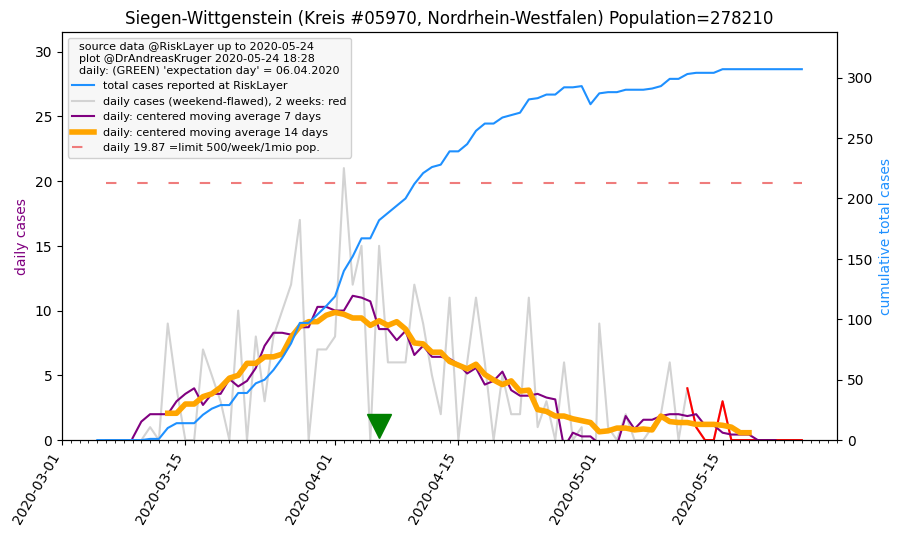 Siegen-Wittgenstein (Kreis #05970, Nordrhein-Westfalen) Population=278210
source data @RiskLayer up to 2020-05-24
plot @DrAndreasKruger 2020-05-24 18:28
daily: (GREEN) 'expectation day' = 06.04.2020
total cases reported at RiskLayer
daily cases (weekend-flawed), 2 weeks: red
daily: centered moving average 7 days
daily: centered moving average 14 days
daily 19.87 =limit 500/week/1mio pop.
daily cases
30
25
20
15
10
5
0
cumulative total cases
300
250
200
150
100
50
0
2020-03-01
2020-03-15
2020-04-01
2020-04-15
2020-05-01
2020-05-15